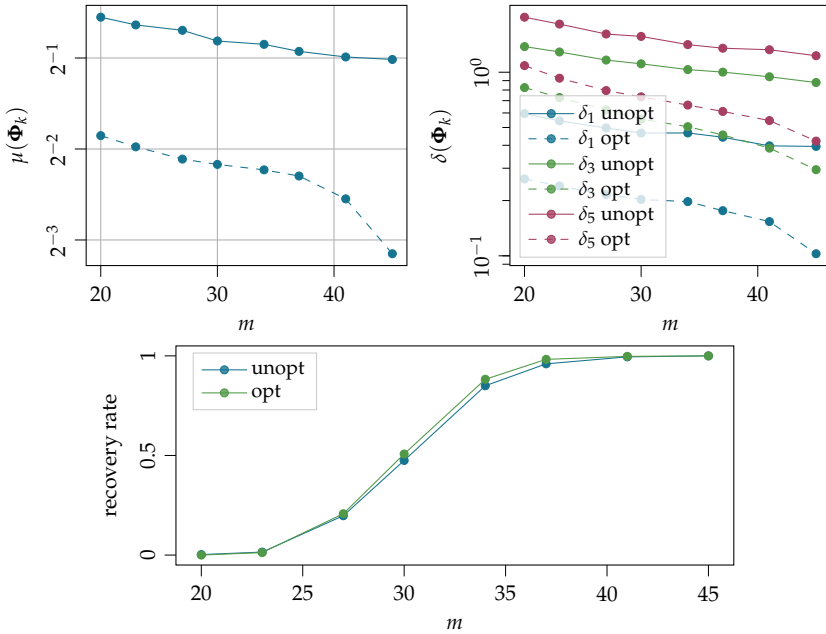 μ(Φ_k)
2^{-1}
2^{-2}
2^{-3}
20 30 40
m
δ(Φ_k)
10^0
10^{-1}
δ_1 unopt
δ_1 opt
δ_3 unopt
δ_3 opt
δ_5 unopt
δ_5 opt
20 30 40
m
recovery rate
1
0.5
0
unopt
opt
20 25 30 35 40 45
m